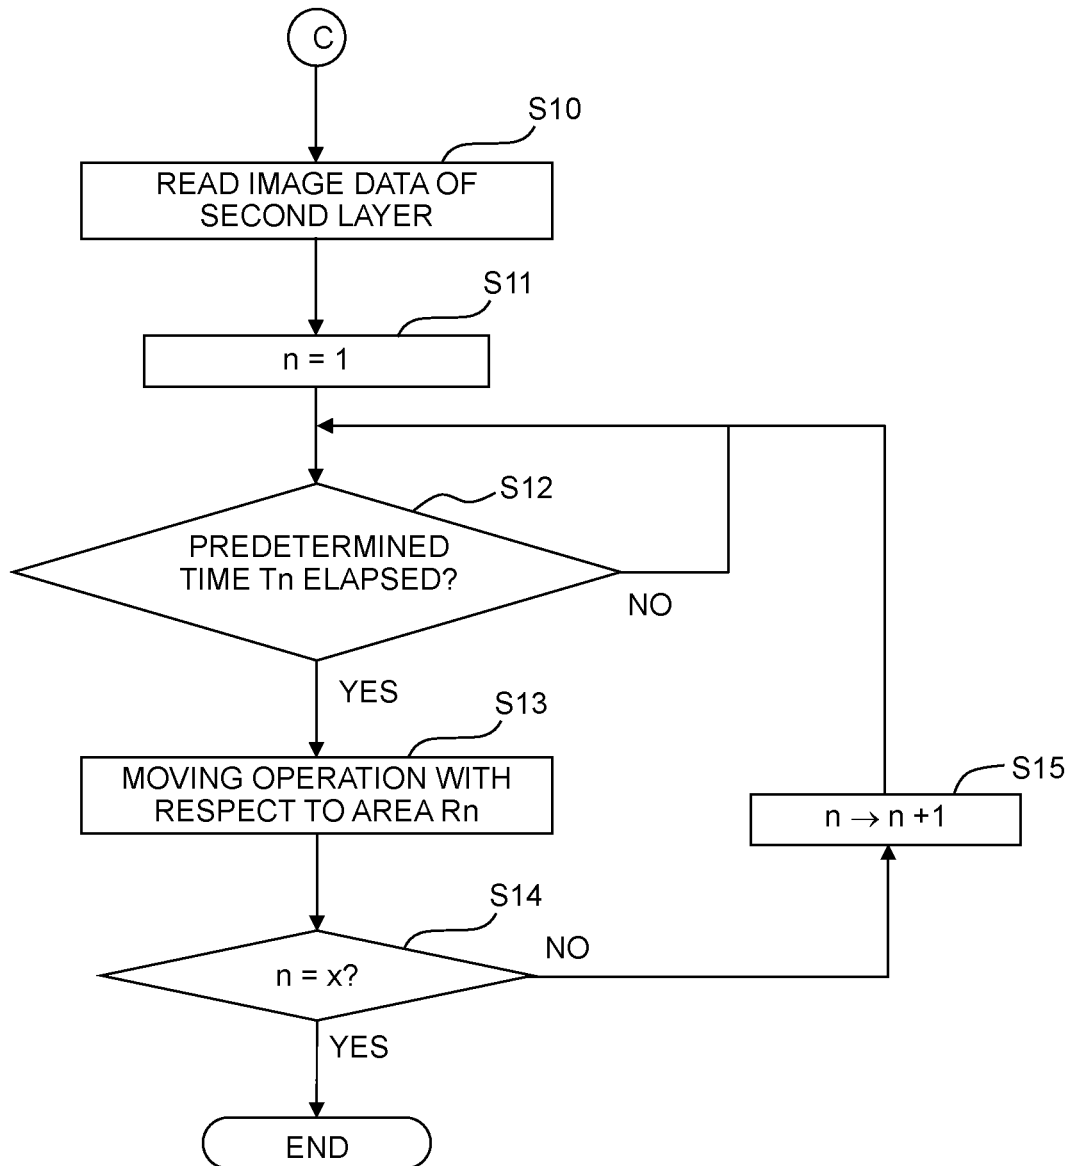 C
S10
READ IMAGE DATA OF
SECOND LAYER
S11
n = 1
S12
PREDETERMINED
TIME Tn ELAPSED?
NO
YES
S13
MOVING OPERATION WITH
RESPECT TO AREA Rn
S15
n → n +1
S14
n = x?
NO
YES
END